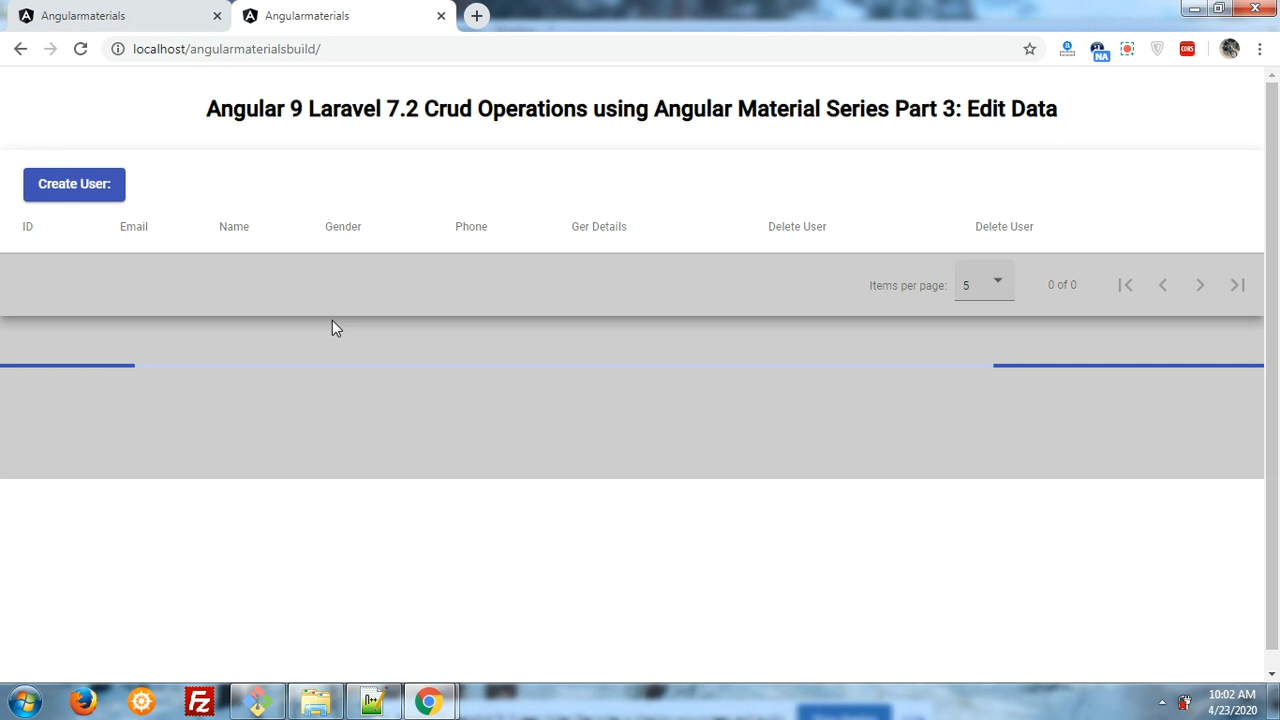 Angularmaterials
Angularmaterials
localhost/angularmaterialsbuild/
NA
CORS
Angular 9 Laravel 7.2 Crud Operations using Angular Material Series Part 3: Edit Data
Create User:
ID Email Name Gender Phone Ger Details Delete User Delete User
Items per page: 5 0 of 0
10:02 AM
4/23/2020